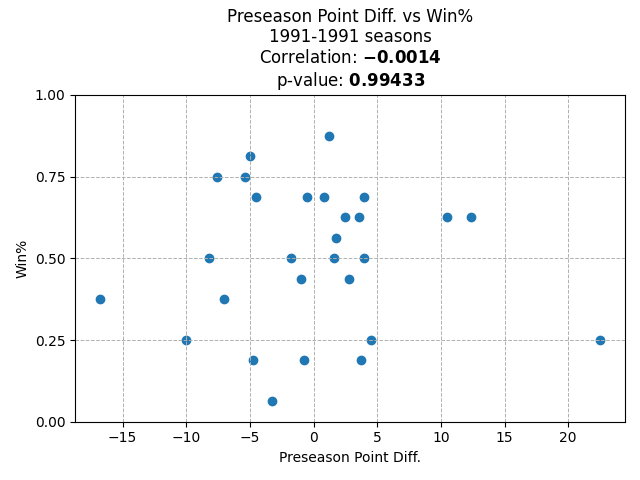 Preseason Point Diff. vs Win%
1991-1991 seasons
Correlation: −0.0014
p-value: 0.99433
1.00
0.75
0.50
0.25
0.00
Win%
−15 −10 −5 0 5 10 15 20
Preseason Point Diff.